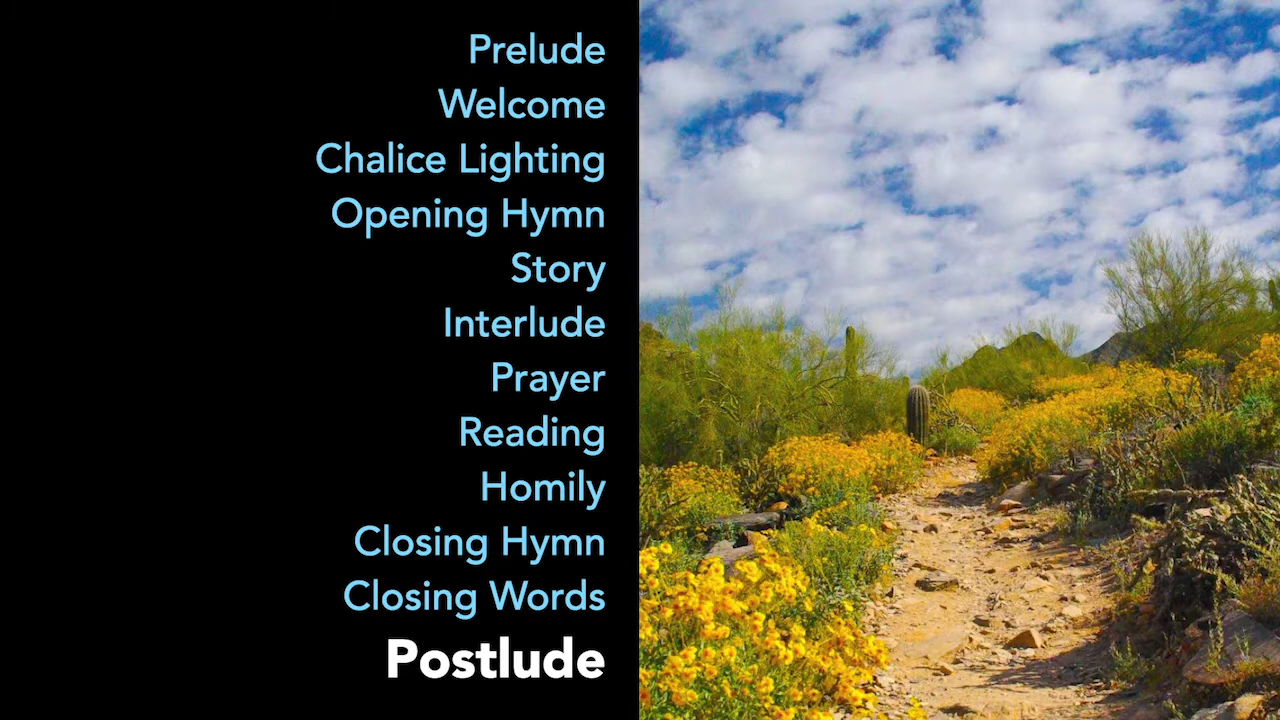 Prelude
Welcome
Chalice Lighting
Opening Hymn
Story
Interlude
Prayer
Reading
Homily
Closing Hymn
Closing Words
Postlude